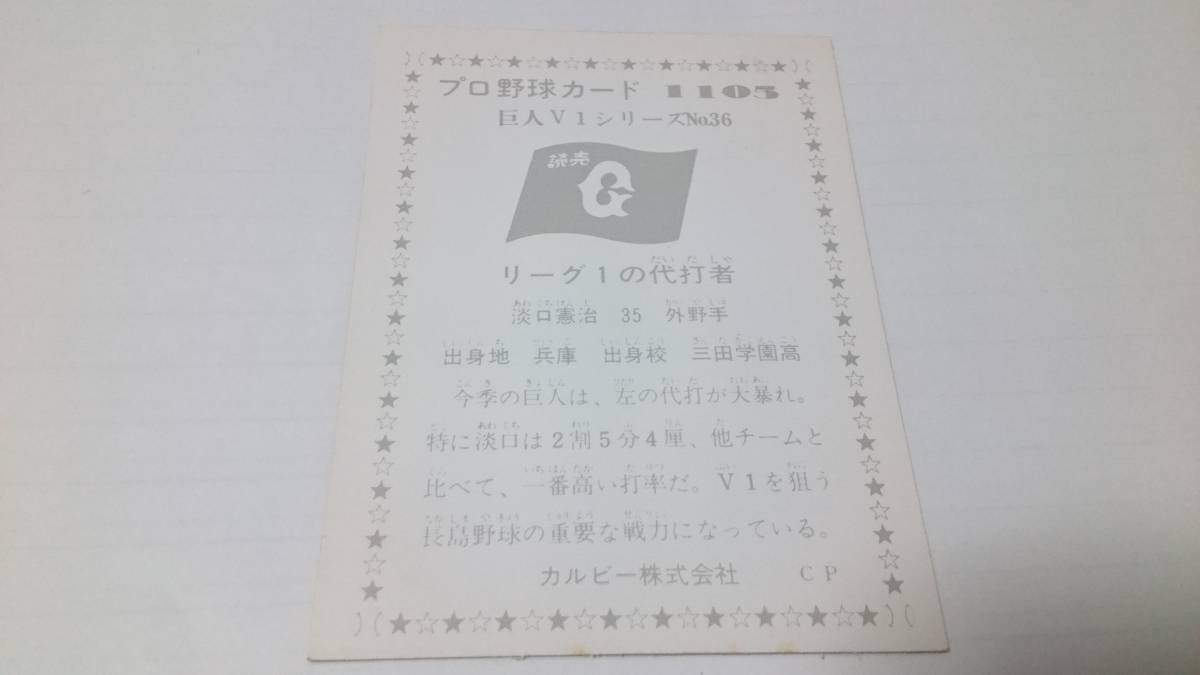 プロ野球カード 1105
巨人V1シリーズNo.36
読売
G
リーグ1の代打者
淡口憲治 35 外野手
出身地 兵庫 出身校 三田学園高
今季の巨人は、左の代打が大暴れ。
特に淡口は2割5分4厘、他チームと
比べて、一番高い打率だ。V1を狙う
長島野球の重要な戦力になっている。
カルビー株式会社 CP